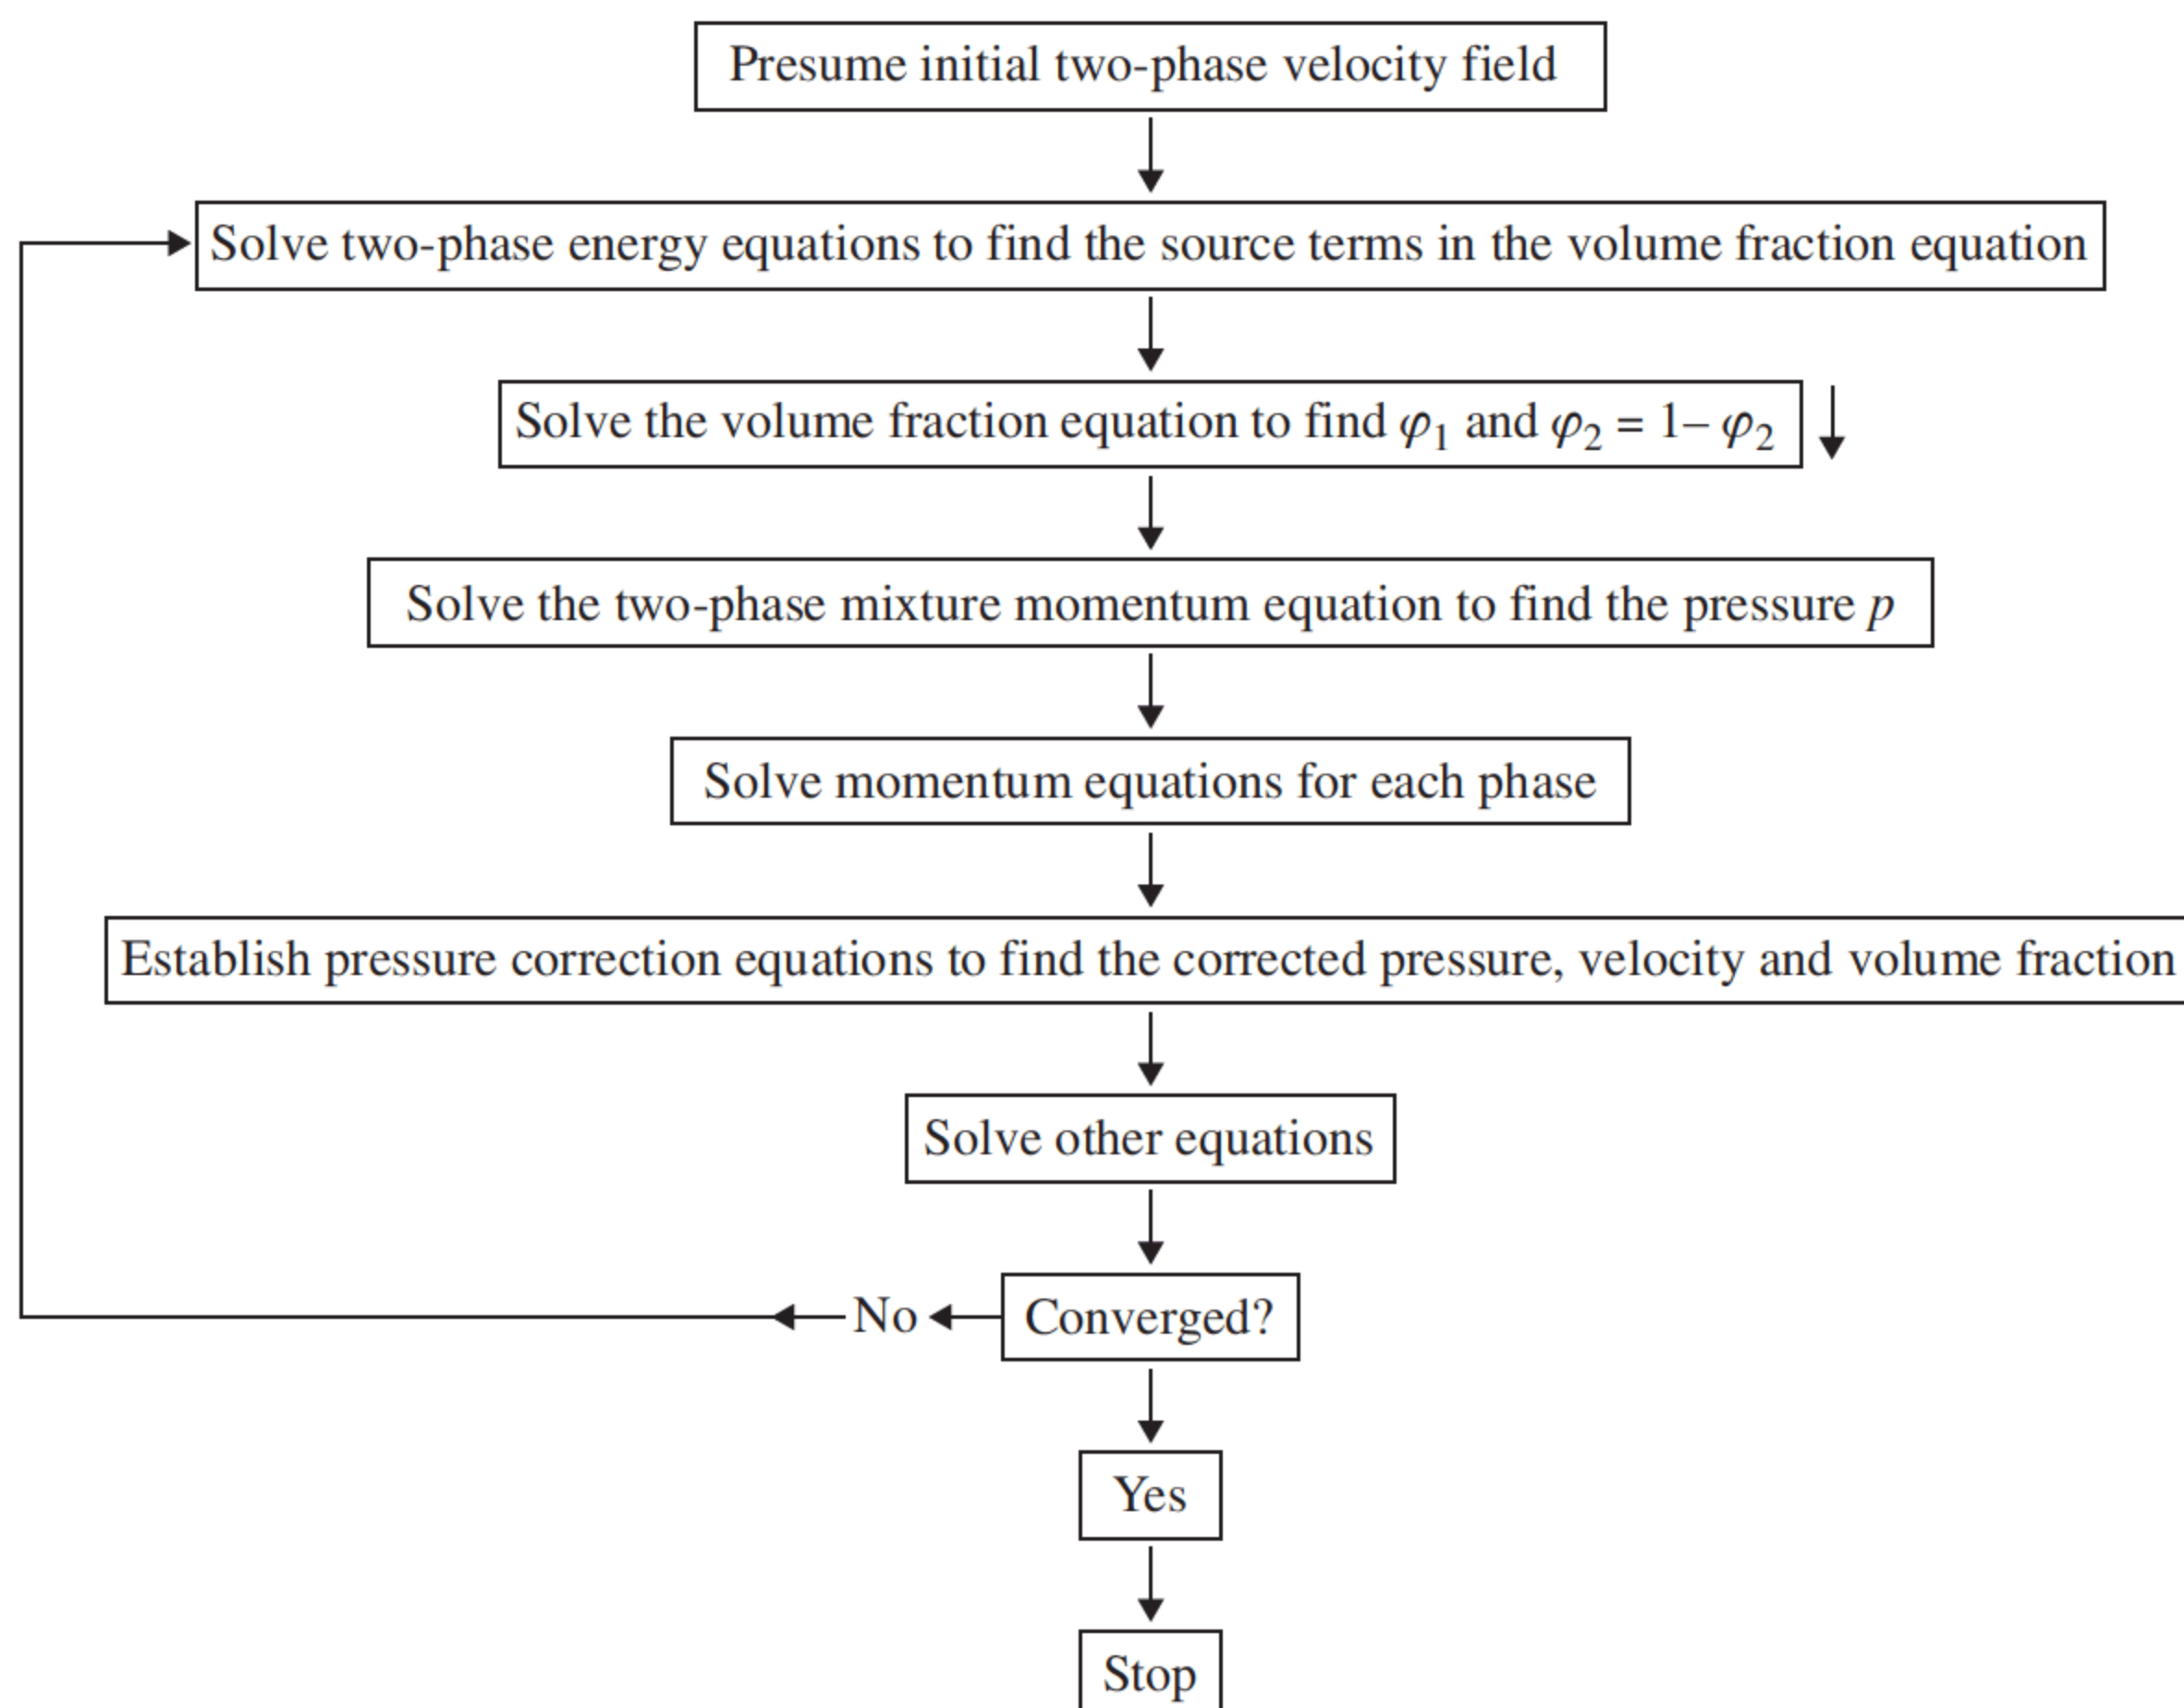 Presume initial two-phase velocity field
Solve two-phase energy equations to find the source terms in the volume fraction equation
Solve the volume fraction equation to find φ₁ and φ₂ = 1– φ₂
Solve the two-phase mixture momentum equation to find the pressure p
Solve momentum equations for each phase
Establish pressure correction equations to find the corrected pressure, velocity and volume fraction
Solve other equations
No
Converged?
Yes
Stop